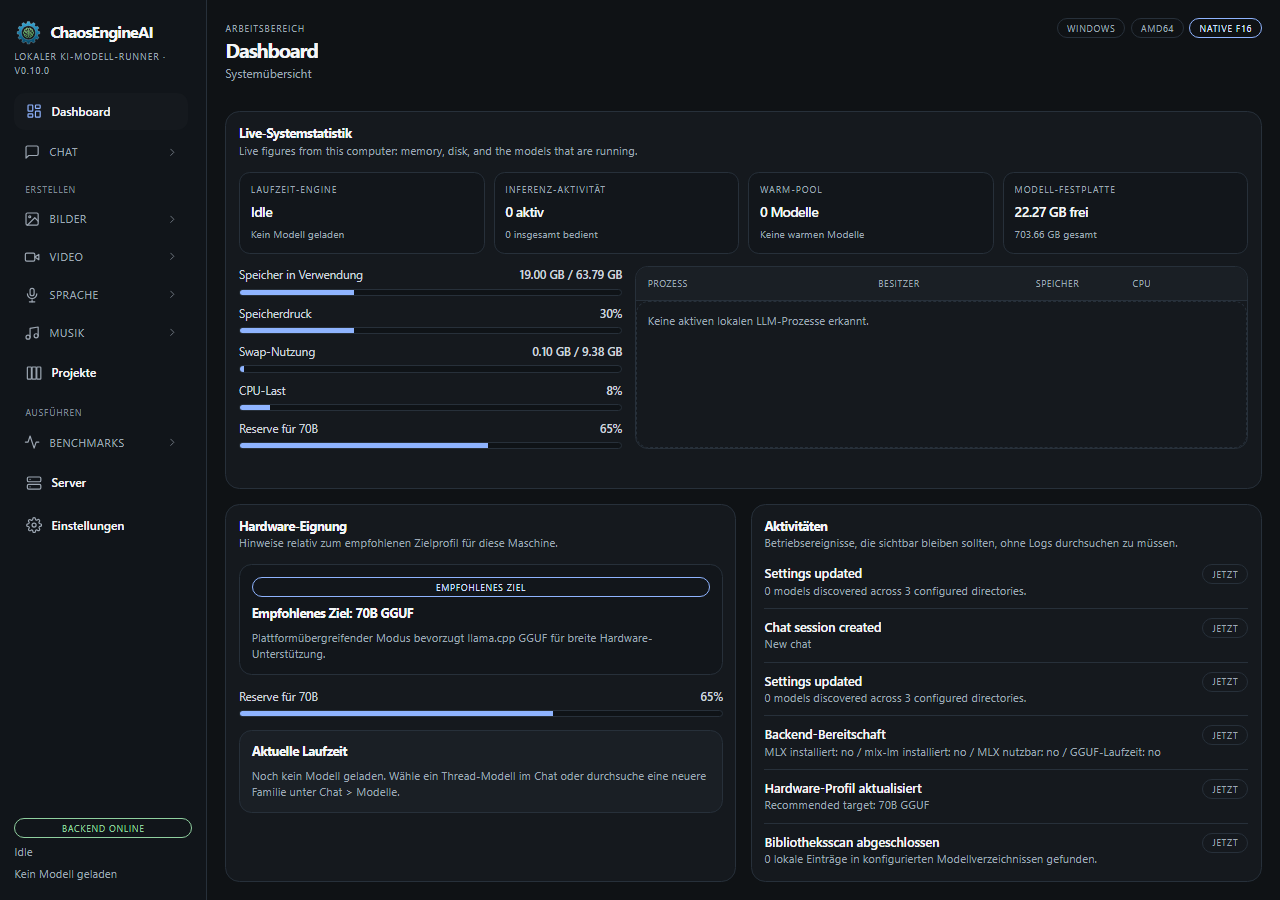 ChaosEngineAI
LOKALER KI-MODELL-RUNNER ·
V0.10.0
Dashboard
CHAT
ERSTELLEN
BILDER
VIDEO
SPRACHE
MUSIK
Projekte
AUSFÜHREN
BENCHMARKS
Server
Einstellungen
BACKEND ONLINE
Idle
Kein Modell geladen
ARBEITSBEREICH
Dashboard
Systemübersicht
WINDOWS
AMD64
NATIVE F16
Live-Systemstatistik
Live figures from this computer: memory, disk, and the models that are running.
LAUFZEIT-ENGINE
Idle
Kein Modell geladen
INFERENZ-AKTIVITÄT
0 aktiv
0 insgesamt bedient
WARM-POOL
0 Modelle
Keine warmen Modelle
MODELL-FESTPLATTE
22.27 GB frei
703.66 GB gesamt
Speicher in Verwendung 19.00 GB / 63.79 GB
Speicherdruck 30%
Swap-Nutzung 0.10 GB / 9.38 GB
CPU-Last 8%
Reserve für 70B 65%
PROZESS BESITZER SPEICHER CPU
Keine aktiven lokalen LLM-Prozesse erkannt.
Hardware-Eignung
Hinweise relativ zum empfohlenen Zielprofil für diese Maschine.
EMPFOHLENES ZIEL
Empfohlenes Ziel: 70B GGUF
Plattformübergreifender Modus bevorzugt llama.cpp GGUF für breite Hardware-
Unterstützung.
Reserve für 70B 65%
Aktuelle Laufzeit
Noch kein Modell geladen. Wähle ein Thread-Modell im Chat oder durchsuche eine neuere
Familie unter Chat > Modelle.
Aktivitäten
Betriebsereignisse, die sichtbar bleiben sollten, ohne Logs durchsuchen zu müssen.
Settings updated JETZT
0 models discovered across 3 configured directories.
Chat session created JETZT
New chat
Settings updated JETZT
0 models discovered across 3 configured directories.
Backend-Bereitschaft JETZT
MLX installiert: no / mlx-lm installiert: no / MLX nutzbar: no / GGUF-Laufzeit: no
Hardware-Profil aktualisiert JETZT
Recommended target: 70B GGUF
Bibliotheksscan abgeschlossen JETZT
0 lokale Einträge in konfigurierten Modellverzeichnissen gefunden.